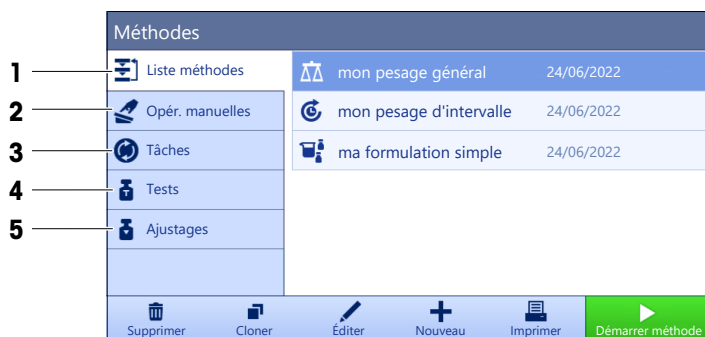 Méthodes
1 Liste méthodes
mon pesage général 24/06/2022
2 Opér. manuelles
mon pesage d'intervalle 24/06/2022
3 Tâches
ma formulation simple 24/06/2022
4 Tests
5 Ajustages
Supprimer Cloner Éditer Nouveau Imprimer Démarrer méthode